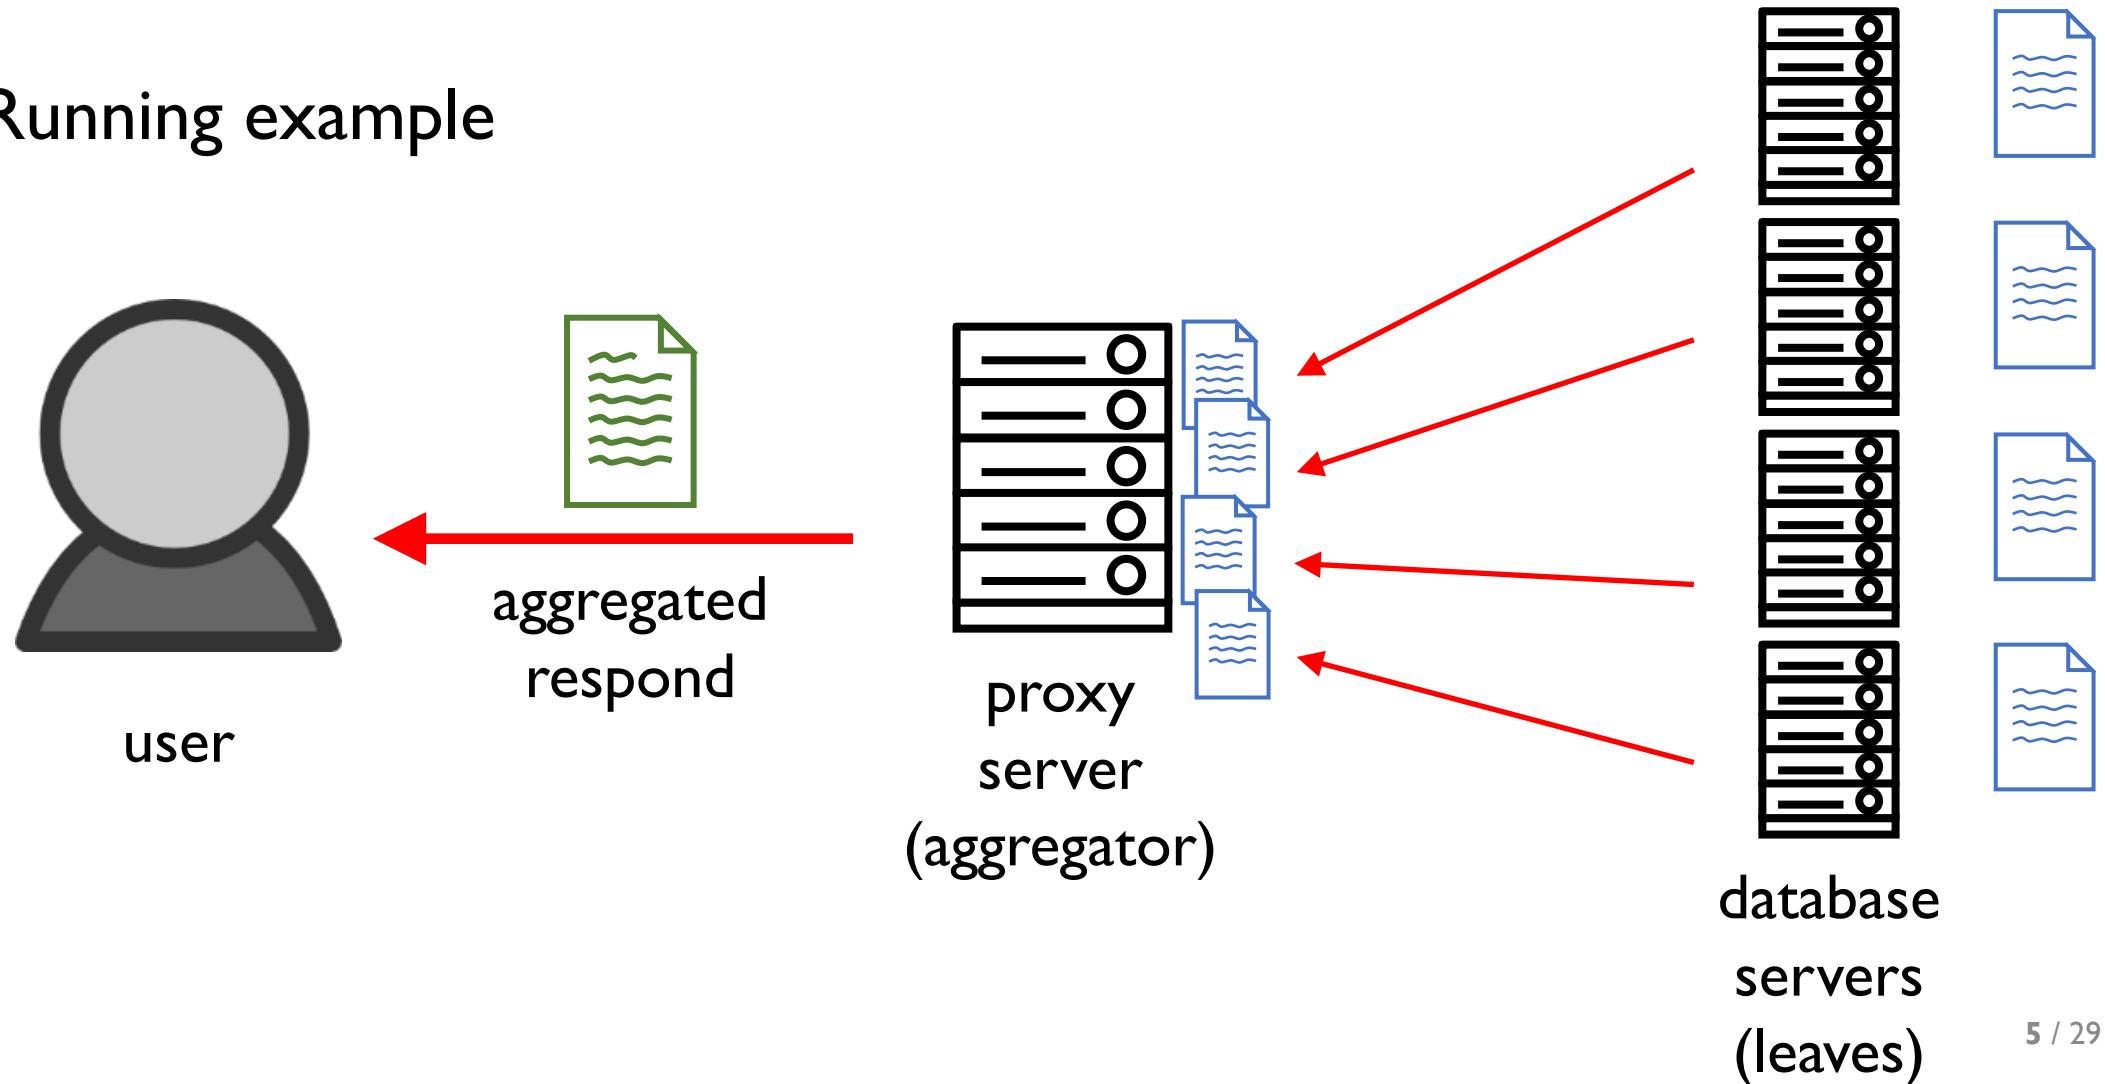 Running example
aggregated
respond
user
proxy
server
(aggregator)
database
servers
(leaves)
5 / 29